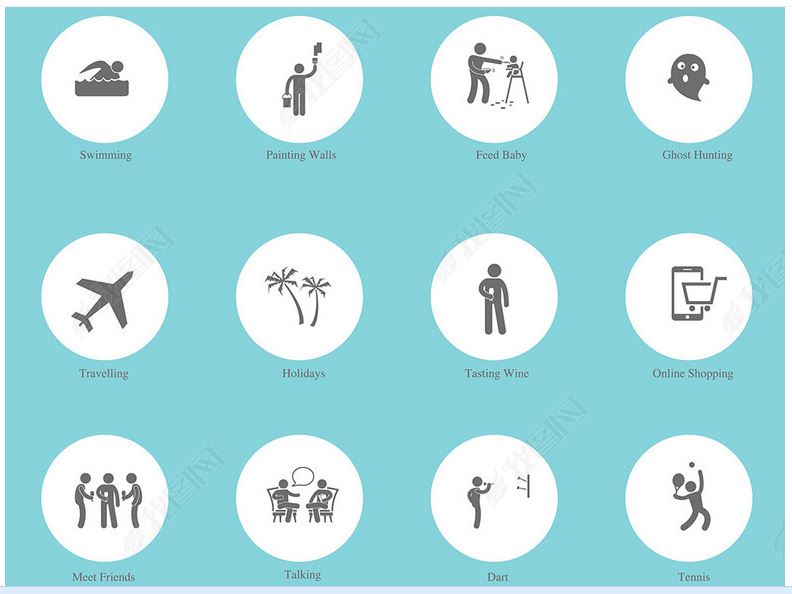 Swimming
Painting Walls
Feed Baby
Ghost Hunting
Travelling
Holidays
Tasting Wine
Online Shopping
Meet Friends
Talking
Dart
Tennis